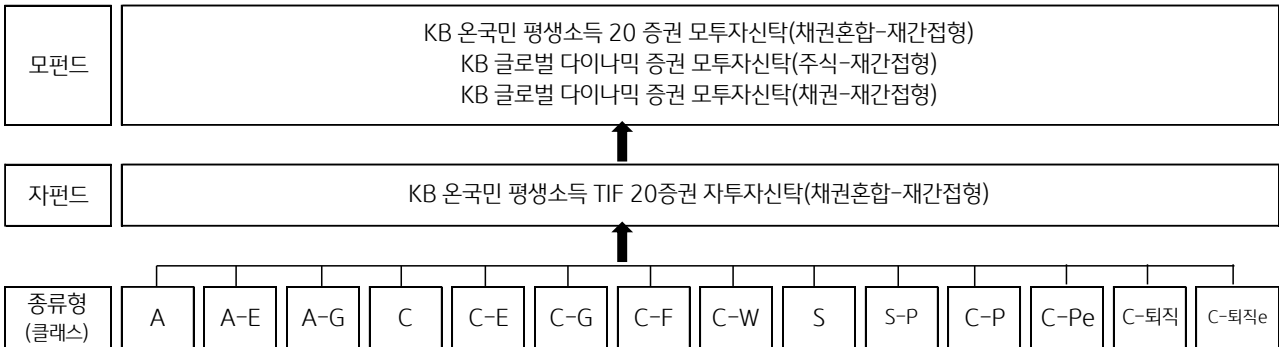 모펀드
KB 온국민 평생소득 20 증권 모투자신탁(채권혼합-재간접형)
KB 글로벌 다이나믹 증권 모투자신탁(주식-재간접형)
KB 글로벌 다이나믹 증권 모투자신탁(채권-재간접형)
자펀드
KB 온국민 평생소득 TIF 20증권 자투자신탁(채권혼합-재간접형)
종류형
(클래스)
A A-E A-G C C-E C-G C-F C-W S S-P C-P C-Pe C-퇴직 C-퇴직e